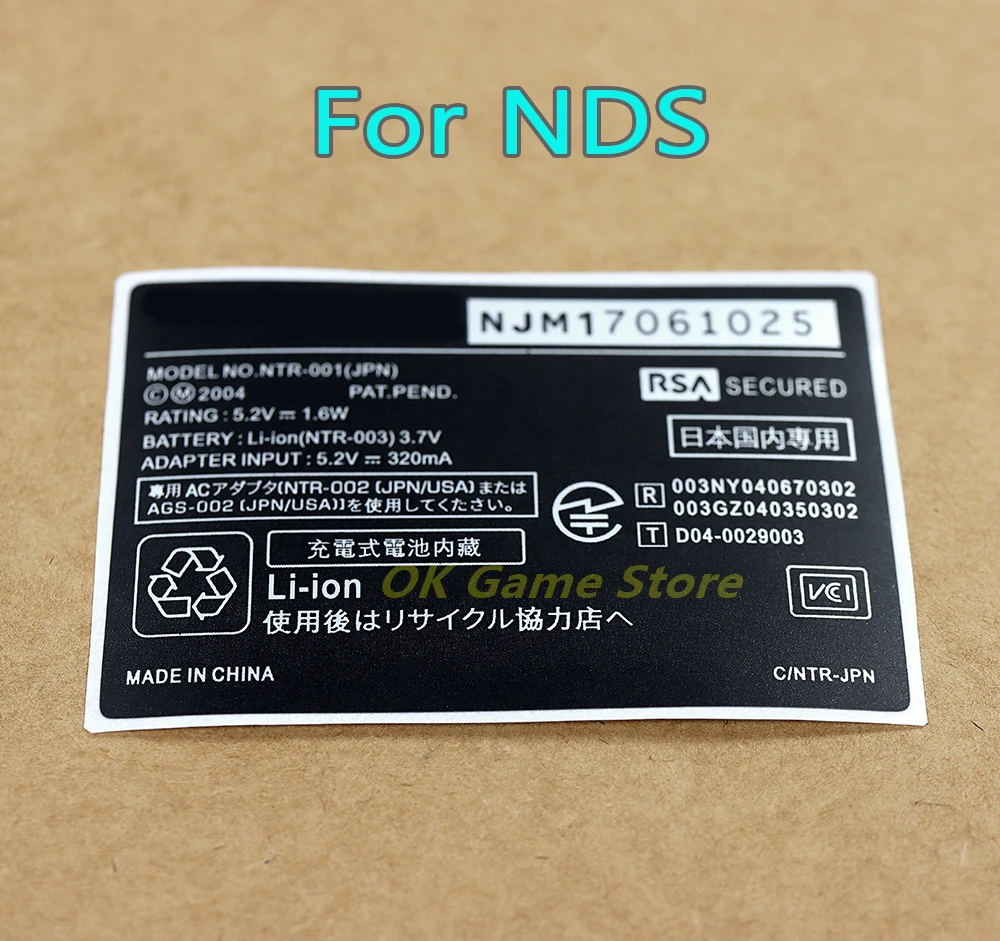 For NDS
NJM17061025
MODEL NO.NTR-001(JPN)
Ⓒ Ⓜ 2004 PAT.PEND.
RATING : 5.2V ⎓ 1.6W
BATTERY : Li-ion(NTR-003) 3.7V
ADAPTER INPUT : 5.2V ⎓ 320mA
RSA SECURED
日本国内専用
専用 ACアダプタ[NTR-002 (JPN/USA) または
AGS-002 (JPN/USA)]を使用してください。
R 003NY040670302
003GZ040350302
T D04-0029003
充電式電池内蔵
Li-ion
OK Game Store
使用後はリサイクル協力店へ
VCCI
MADE IN CHINA
C/NTR-JPN